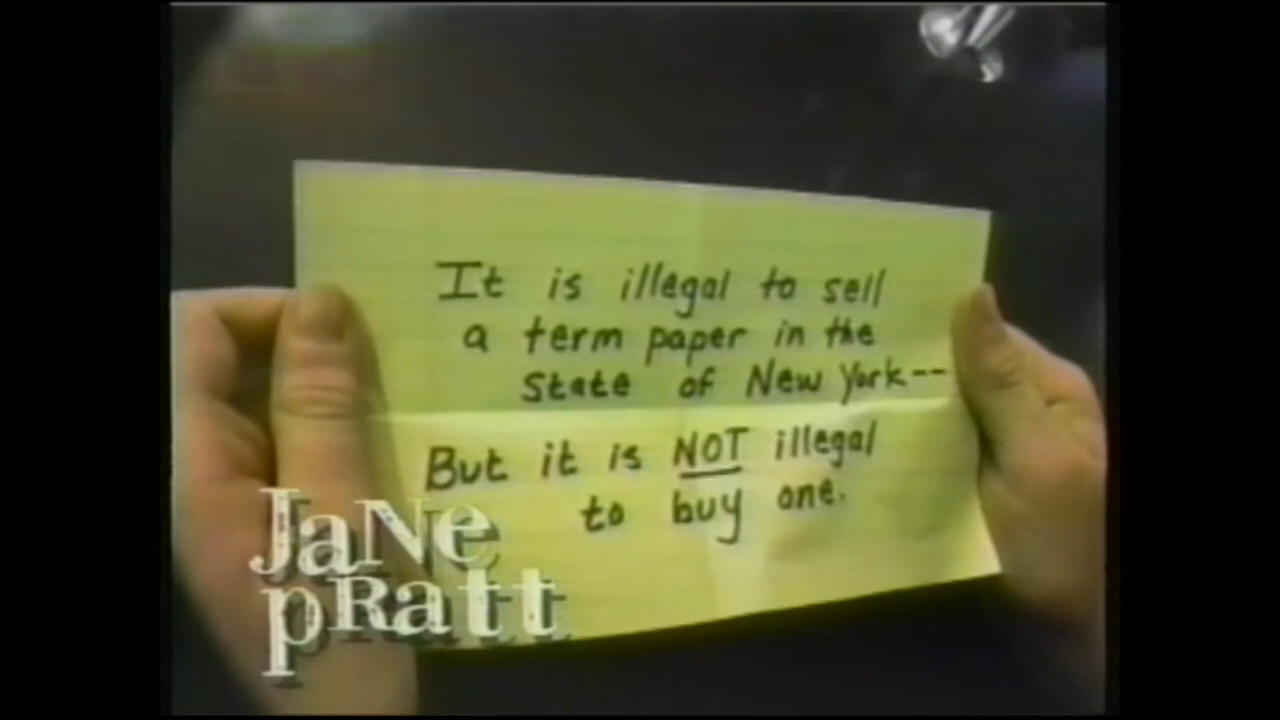 It is illegal to sell
a term paper in the
State of New York--
But it is NOT illegal
to buy one.
JaNe
pRatt